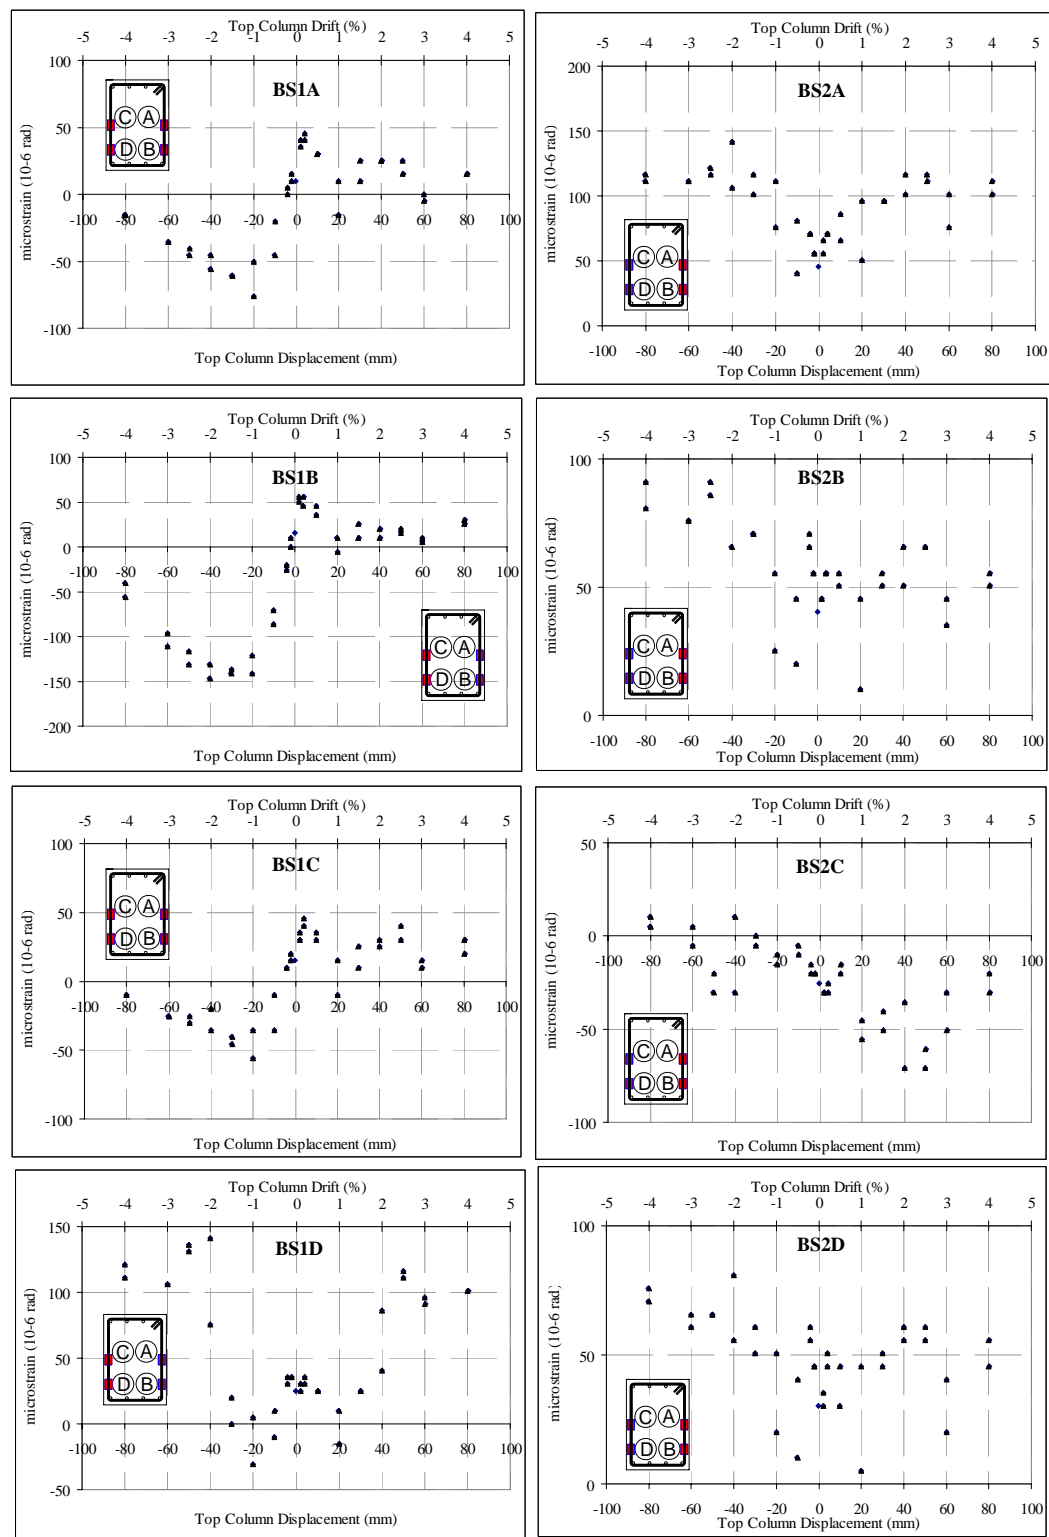 Top Column Drift (%)
-5 -4 -3 -2 -1 0 1 2 3 4 5
100
BS1A
C A
50
D B
0
-100 -80 -60 -40 -20 0 20 40 60 80 100
-50
-100
microstrain (10-6 rad)
Top Column Displacement (mm)
Top Column Drift (%)
-5 -4 -3 -2 -1 0 1 2 3 4 5
200
BS2A
150
100
C A
50
D B
0
-100 -80 -60 -40 -20 0 20 40 60 80 100
microstrain (10-6 rad)
Top Column Displacement (mm)
Top Column Drift (%)
-5 -4 -3 -2 -1 0 1 2 3 4 5
100
BS1B
50
0
-100 -80 -60 -40 -20 0 20 40 60 80 100
-50
-100
C A
-150
D B
-200
microstrain (10-6 rad)
Top Column Displacement (mm)
Top Column Drift (%)
-5 -4 -3 -2 -1 0 1 2 3 4 5
100
BS2B
50
C A
D B
0
-100 -80 -60 -40 -20 0 20 40 60 80 100
microstrain (10-6 rad)
Top Column Displacement (mm)
Top Column Drift (%)
-5 -4 -3 -2 -1 0 1 2 3 4 5
100
BS1C
50
C A
D B
0
-100 -80 -60 -40 -20 0 20 40 60 80 100
-50
-100
microstrain (10-6 rad)
Top Column Displacement (mm)
Top Column Drift (%)
-5 -4 -3 -2 -1 0 1 2 3 4 5
50
BS2C
0
-100 -80 -60 -40 -20 0 20 40 60 80 100
-50
C A
D B
-100
microstrain (10-6 rad)
Top Column Displacement (mm)
Top Column Drift (%)
-5 -4 -3 -2 -1 0 1 2 3 4 5
150
BS1D
100
C A
50
D B
0
-100 -80 -60 -40 -20 0 20 40 60 80 100
-50
microstrain (10-6 rad)
Top Column Displacement (mm)
Top Column Drift (%)
-5 -4 -3 -2 -1 0 1 2 3 4 5
100
BS2D
50
C A
D B
0
-100 -80 -60 -40 -20 0 20 40 60 80 100
microstrain (10-6 rad)
Top Column Displacement (mm)